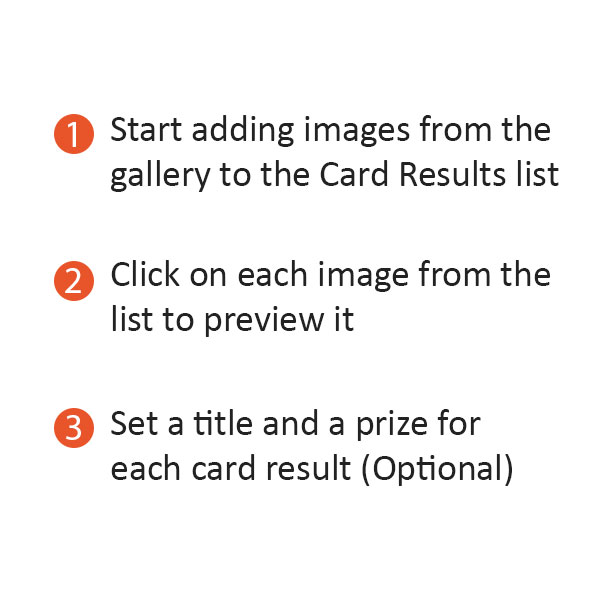 1 Start adding images from the
gallery to the Card Results list
2 Click on each image from the
list to preview it
3 Set a title and a prize for
each card result (Optional)